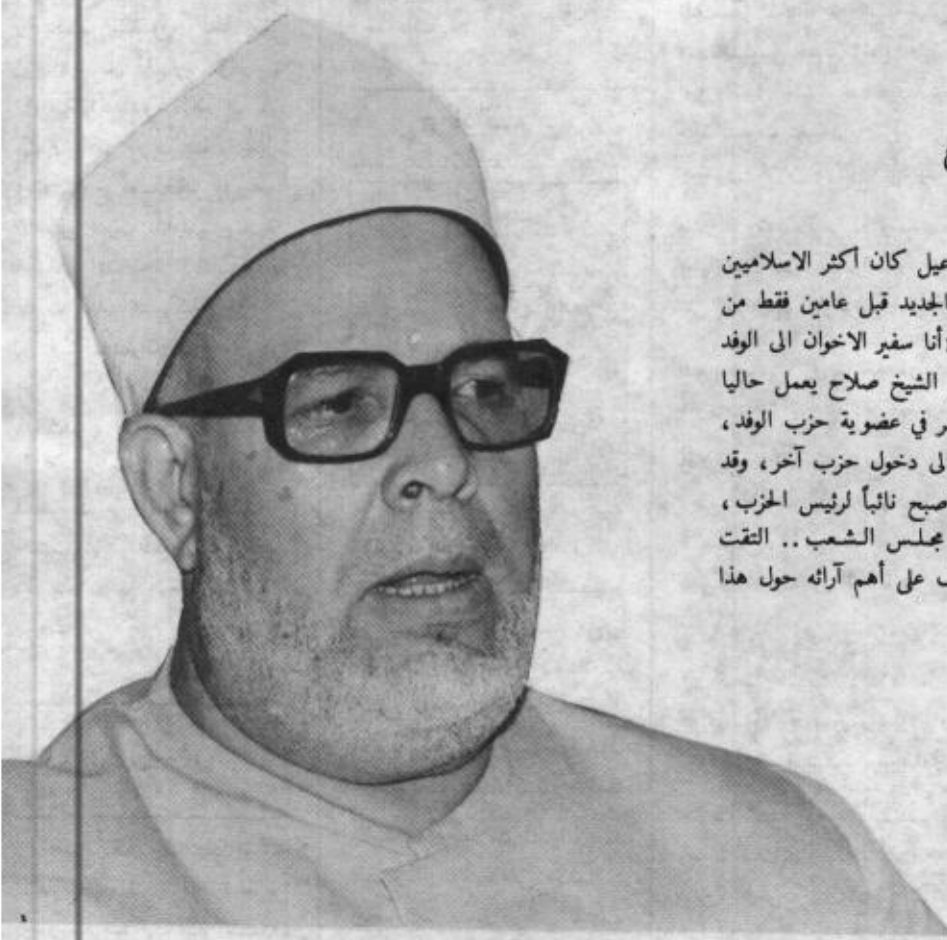 عيل كان أكثر الاسلاميين
الجديد قبل عامين فقط من
أنا سفير الاخوان الى الوفد
الشيخ صلاح يعمل حاليا
ر في عضوية حزب الوفد،
لى دخول حزب آخر، وقد
صبح نائباً لرئيس الحزب،
مجلس الشعب.. التقت
ف على أهم آرائه حول هذا